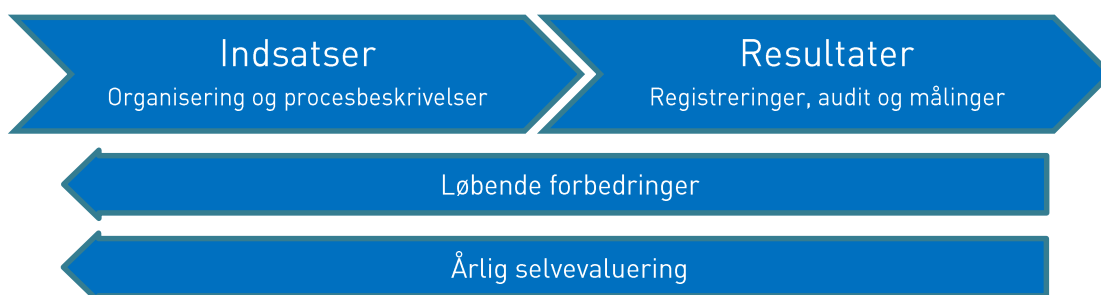 Indsatser
Organisering og procesbeskrivelser
Resultater
Registreringer, audit og målinger
Løbende forbedringer
Årlig selvevaluering